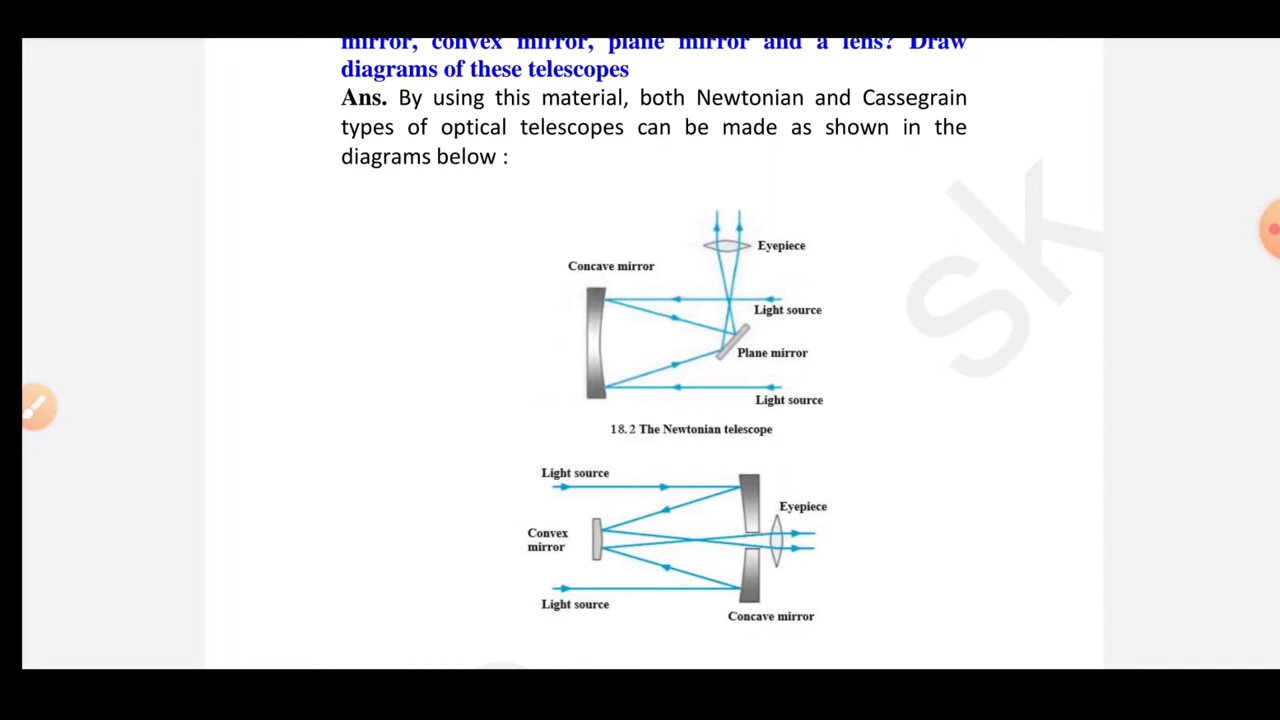 mirror, convex mirror, plane mirror and a lens? Draw
diagrams of these telescopes
Ans. By using this material, both Newtonian and Cassegrain
types of optical telescopes can be made as shown in the
diagrams below :
Eyepiece
Concave mirror
Light source
Plane mirror
Light source
18.2 The Newtonian telescope
Light source
Eyepiece
Convex
mirror
Light source
Concave mirror
sk